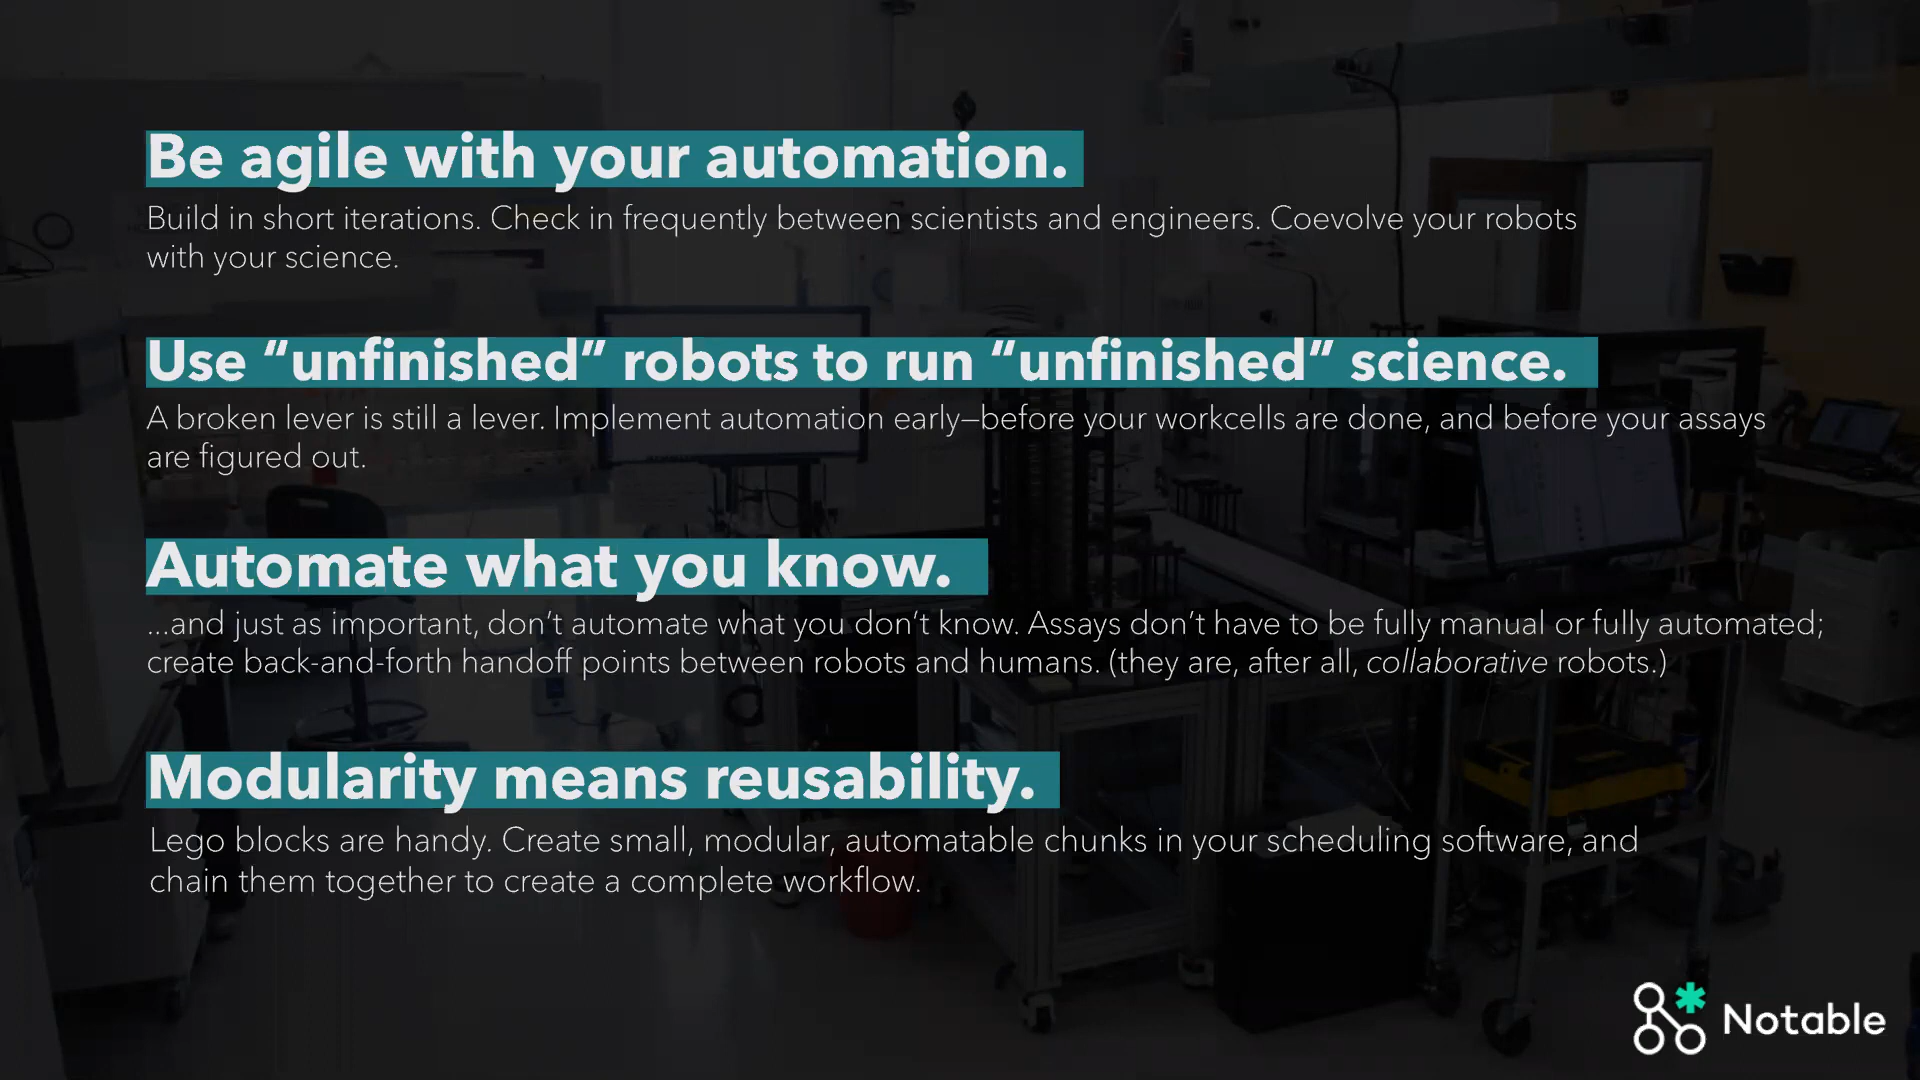 Be agile with your automation.
Build in short iterations. Check in frequently between scientists and engineers. Coevolve your robots
with your science.
Use “unfinished” robots to run “unfinished” science.
A broken lever is still a lever. Implement automation early—before your workcells are done, and before your assays
are figured out.
Automate what you know.
...and just as important, don’t automate what you don’t know. Assays don’t have to be fully manual or fully automated;
create back-and-forth handoff points between robots and humans. (they are, after all, collaborative robots.)
Modularity means reusability.
Lego blocks are handy. Create small, modular, automatable chunks in your scheduling software, and
chain them together to create a complete workflow.
Notable